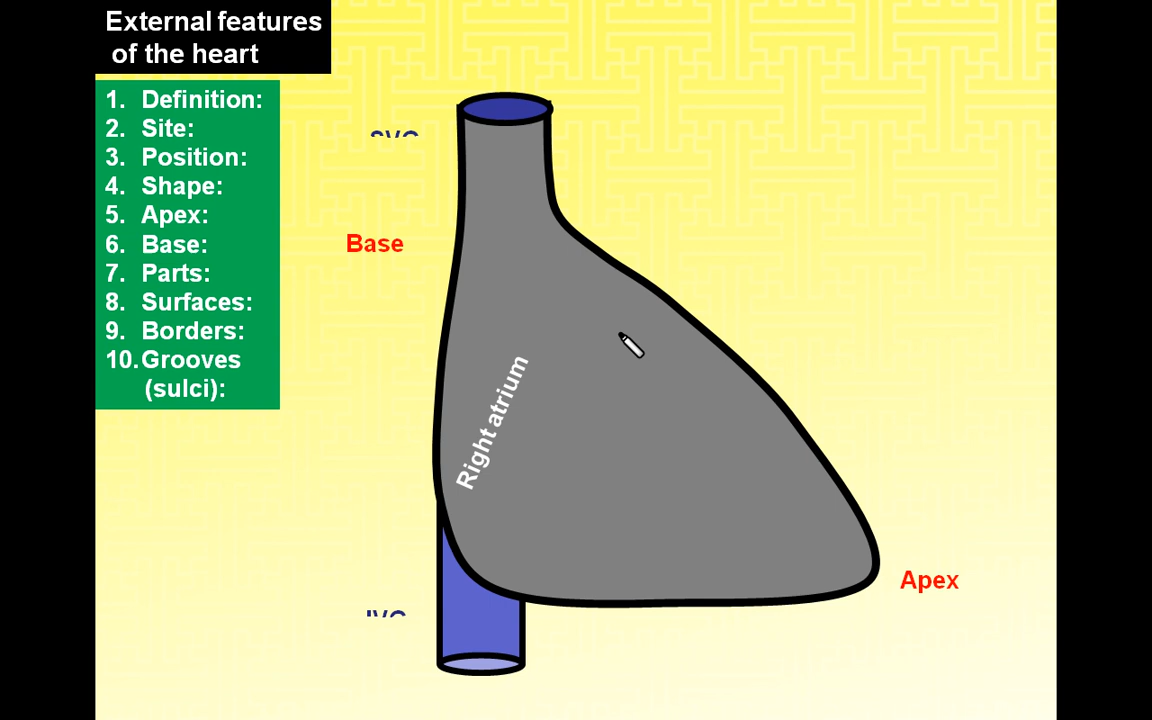 External features
of the heart
1. Definition:
2. Site:
3. Position:
4. Shape:
5. Apex:
6. Base:
7. Parts:
8. Surfaces:
9. Borders:
10. Grooves
(sulci):
Base
Right atrium
Apex